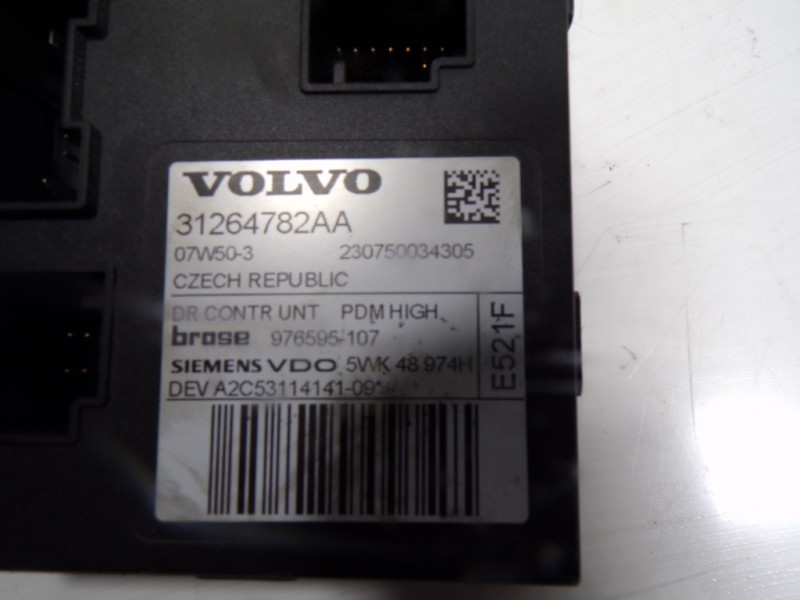 VOLVO
31264782AA
07W50-3 230750034305
CZECH REPUBLIC
DR CONTR UNT PDM HIGH
brose 976595-107
SIEMENS VDO 5WK 48 974H
DEV A2C53114141-09*
E521F